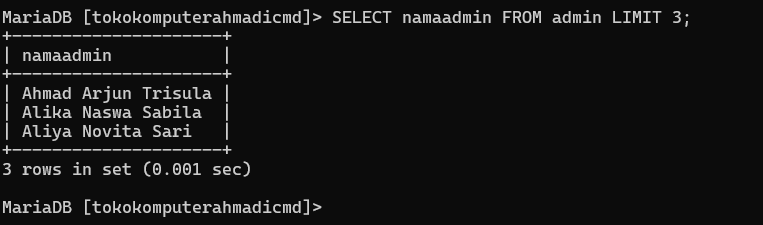 MariaDB [tokokomputerahmadicmd]> SELECT namaadmin FROM admin LIMIT 3;
+---------------------+
| namaadmin           |
+---------------------+
| Ahmad Arjun Trisula |
| Alika Naswa Sabila  |
| Aliya Novita Sari   |
+---------------------+
3 rows in set (0.001 sec)
MariaDB [tokokomputerahmadicmd]>